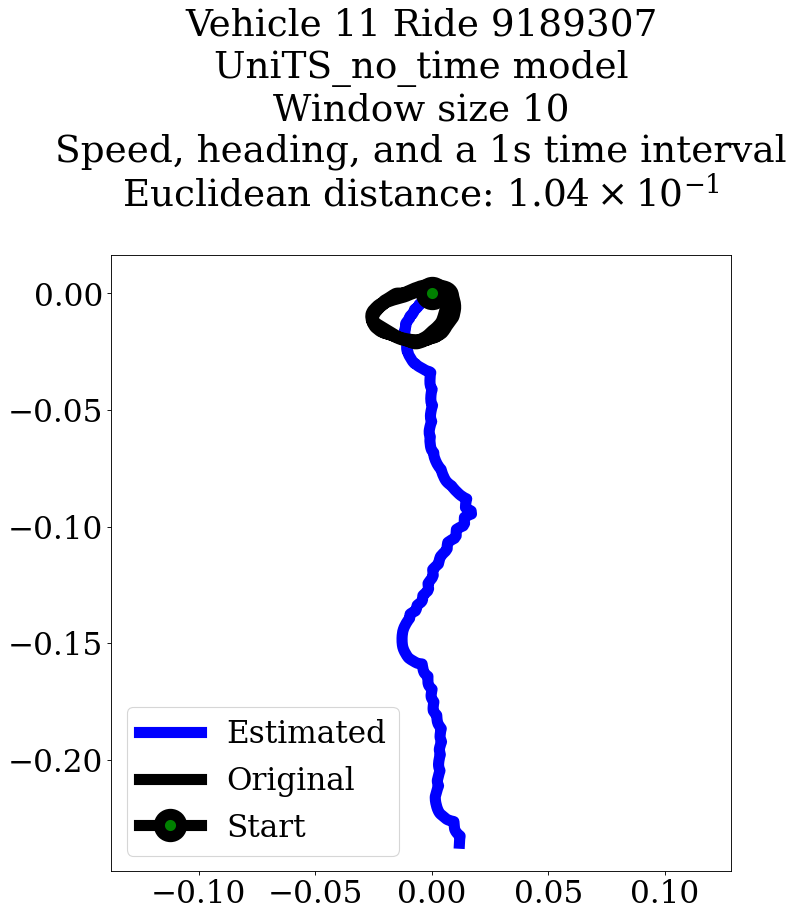 Vehicle 11 Ride 9189307
UniTS_no_time model
Window size 10
Speed, heading, and a 1s time interval
Euclidean distance: 1.04 × 10⁻¹
0.00
−0.05
−0.10
−0.15
−0.20
Estimated
Original
Start
−0.10 −0.05 0.00 0.05 0.10